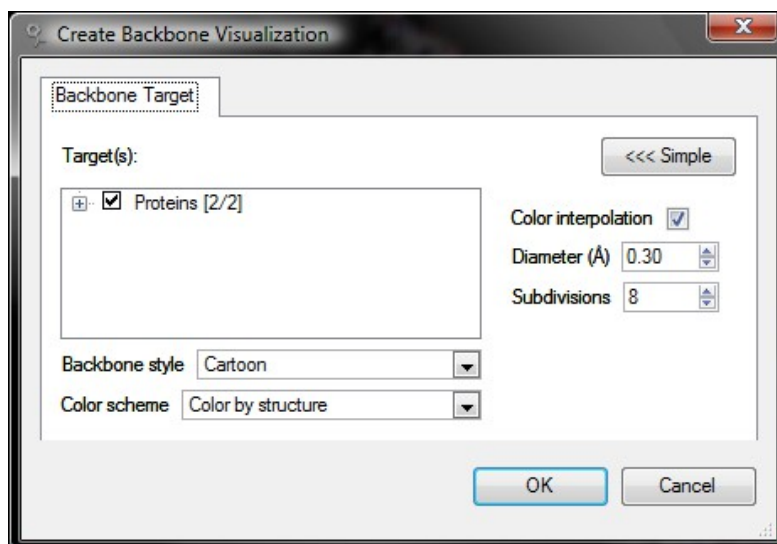 Create Backbone Visualization
Backbone Target
Target(s):
<<< Simple
Proteins [2/2]
Color interpolation
Diameter (Å) 0.30
Subdivisions 8
Backbone style Cartoon
Color scheme Color by structure
OK
Cancel